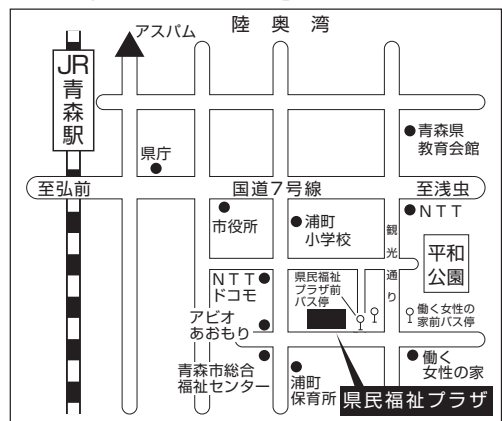 陸奥湾
アスパム
JR
青森駅
青森県
教育会館
県庁
至弘前
国道7号線
至浅虫
市役所
浦町
小学校
NTT
観光通り
平和
公園
NTT
ドコモ
県民福祉
プラザ前
バス停
働く女性の
家前バス停
アピオ
あおもり
青森市総合
福祉センター
浦町
保育所
働く
女性の家
県民福祉プラザ